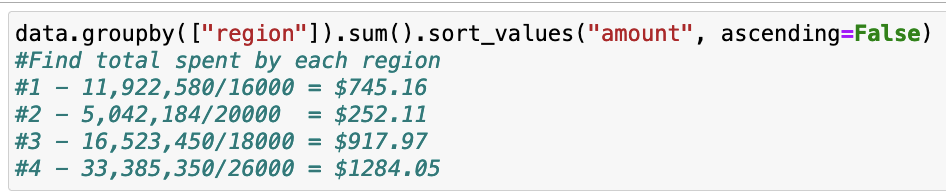 data.groupby(["region"]).sum().sort_values("amount", ascending=False)
#Find total spent by each region
#1 - 11,922,580/16000 = $745.16
#2 - 5,042,184/20000  = $252.11
#3 - 16,523,450/18000 = $917.97
#4 - 33,385,350/26000 = $1284.05